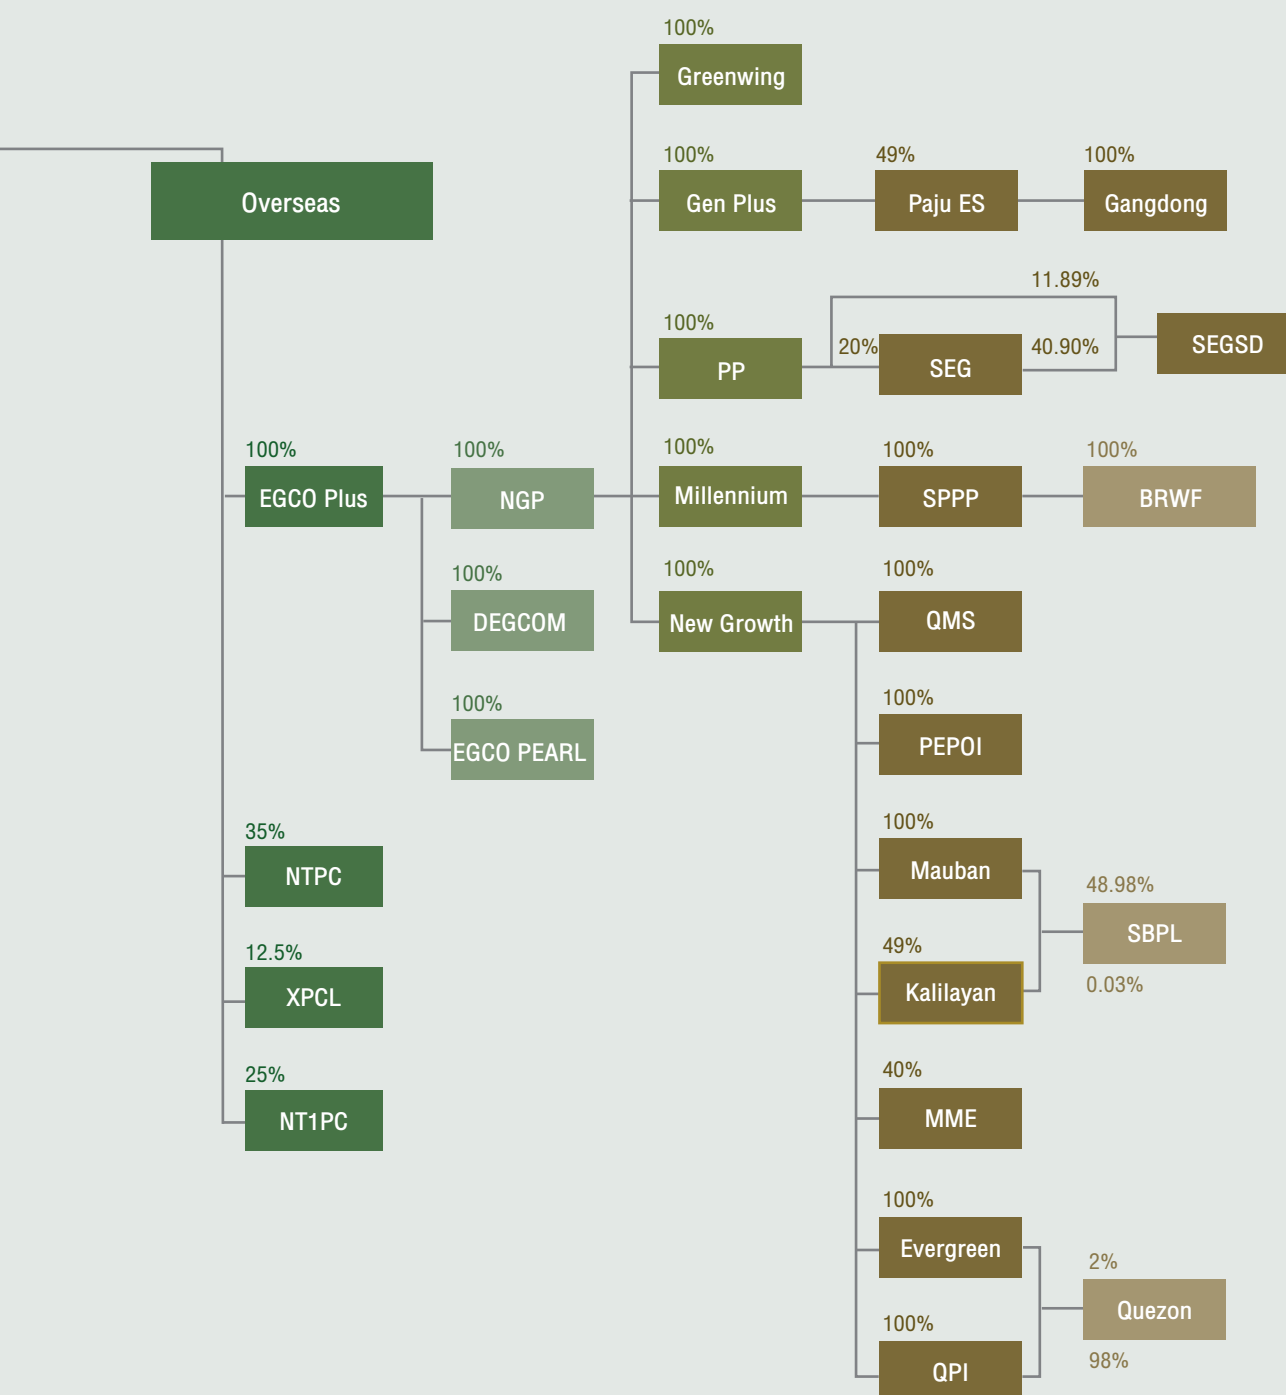 100%
Greenwing
100%
49%
100%
Overseas
Gen Plus
Paju ES
Gangdong
11.89%
100%
20%
40.90%
SEGSD
PP
SEG
100%
100%
100%
100%
100%
EGCO Plus
NGP
Millennium
SPPP
BRWF
100%
100%
100%
DEGCOM
New Growth
QMS
100%
100%
EGCO PEARL
PEPOI
35%
100%
NTPC
Mauban
48.98%
SBPL
12.5%
49%
XPCL
Kalilayan
0.03%
25%
40%
NT1PC
MME
100%
Evergreen
2%
Quezon
100%
98%
QPI